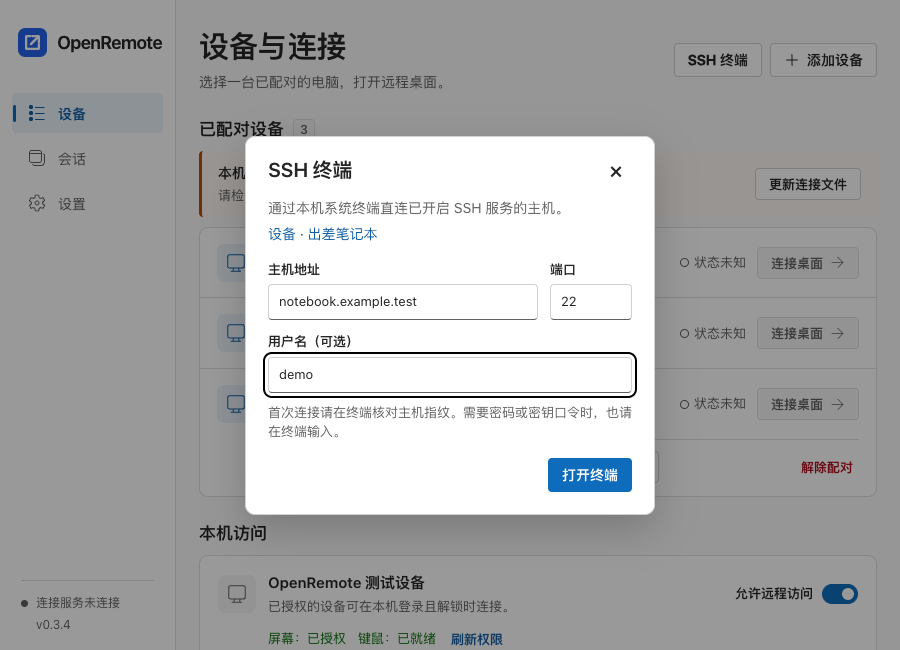 OpenRemote
设备
会话
设置
连接服务未连接
v0.3.4
设备与连接
选择一台已配对的电脑，打开远程桌面。
SSH 终端
添加设备
已配对设备 3
本机
请检
更新连接文件
状态未知
连接桌面
状态未知
连接桌面
状态未知
连接桌面
解除配对
SSH 终端
通过本机系统终端直连已开启 SSH 服务的主机。
设备 · 出差笔记本
主机地址
端口
notebook.example.test
22
用户名（可选）
demo
首次连接请在终端核对主机指纹。需要密码或密钥口令时，也请
在终端输入。
打开终端
本机访问
OpenRemote 测试设备
已授权的设备可在本机登录且解锁时连接。
屏幕：已授权 键鼠：已就绪 刷新权限
允许远程访问